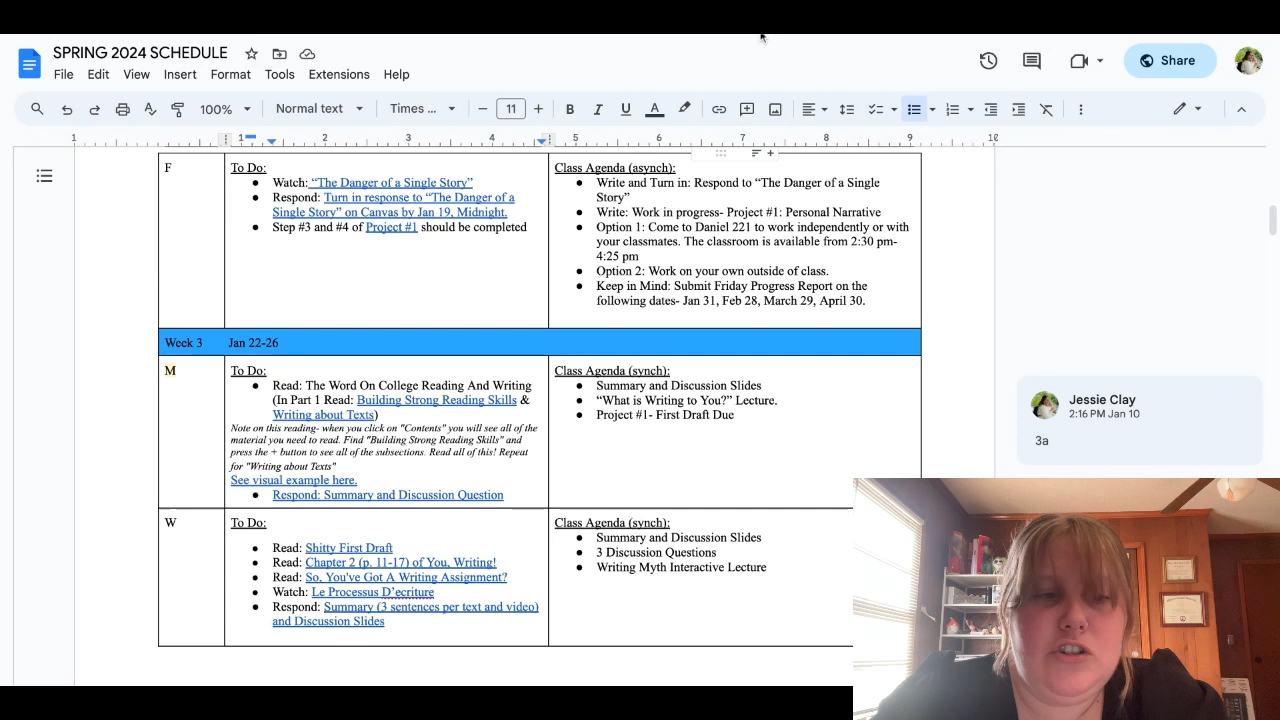 SPRING 2024 SCHEDULE
File Edit View Insert Format Tools Extensions Help
Share
100% Normal text Times ... 11
1 1 2 3 4 5 6 7 8 9 10
F
To Do:
Watch: “The Danger of a Single Story”
Respond: Turn in response to “The Danger of a
Single Story” on Canvas by Jan 19, Midnight.
Step #3 and #4 of Project #1 should be completed
Class Agenda (asynch):
Write and Turn in: Respond to “The Danger of a Single
Story”
Write: Work in progress- Project #1: Personal Narrative
Option 1: Come to Daniel 221 to work independently or with
your classmates. The classroom is available from 2:30 pm-
4:25 pm
Option 2: Work on your own outside of class.
Keep in Mind: Submit Friday Progress Report on the
following dates- Jan 31, Feb 28, March 29, April 30.
Week 3 Jan 22-26
M
To Do:
Read: The Word On College Reading And Writing
(In Part 1 Read: Building Strong Reading Skills &
Writing about Texts)
Note on this reading- when you click on "Contents" you will see all of the
material you need to read. Find "Building Strong Reading Skills" and
press the + button to see all of the subsections. Read all of this! Repeat
for "Writing about Texts"
See visual example here.
Respond: Summary and Discussion Question
Class Agenda (synch):
Summary and Discussion Slides
“What is Writing to You?” Lecture.
Project #1- First Draft Due
Jessie Clay
2:16 PM Jan 10
3a
W
To Do:
Read: Shitty First Draft
Read: Chapter 2 (p. 11-17) of You, Writing!
Read: So, You've Got A Writing Assignment?
Watch: Le Processus D’ecriture
Respond: Summary (3 sentences per text and video)
and Discussion Slides
Class Agenda (synch):
Summary and Discussion Slides
3 Discussion Questions
Writing Myth Interactive Lecture